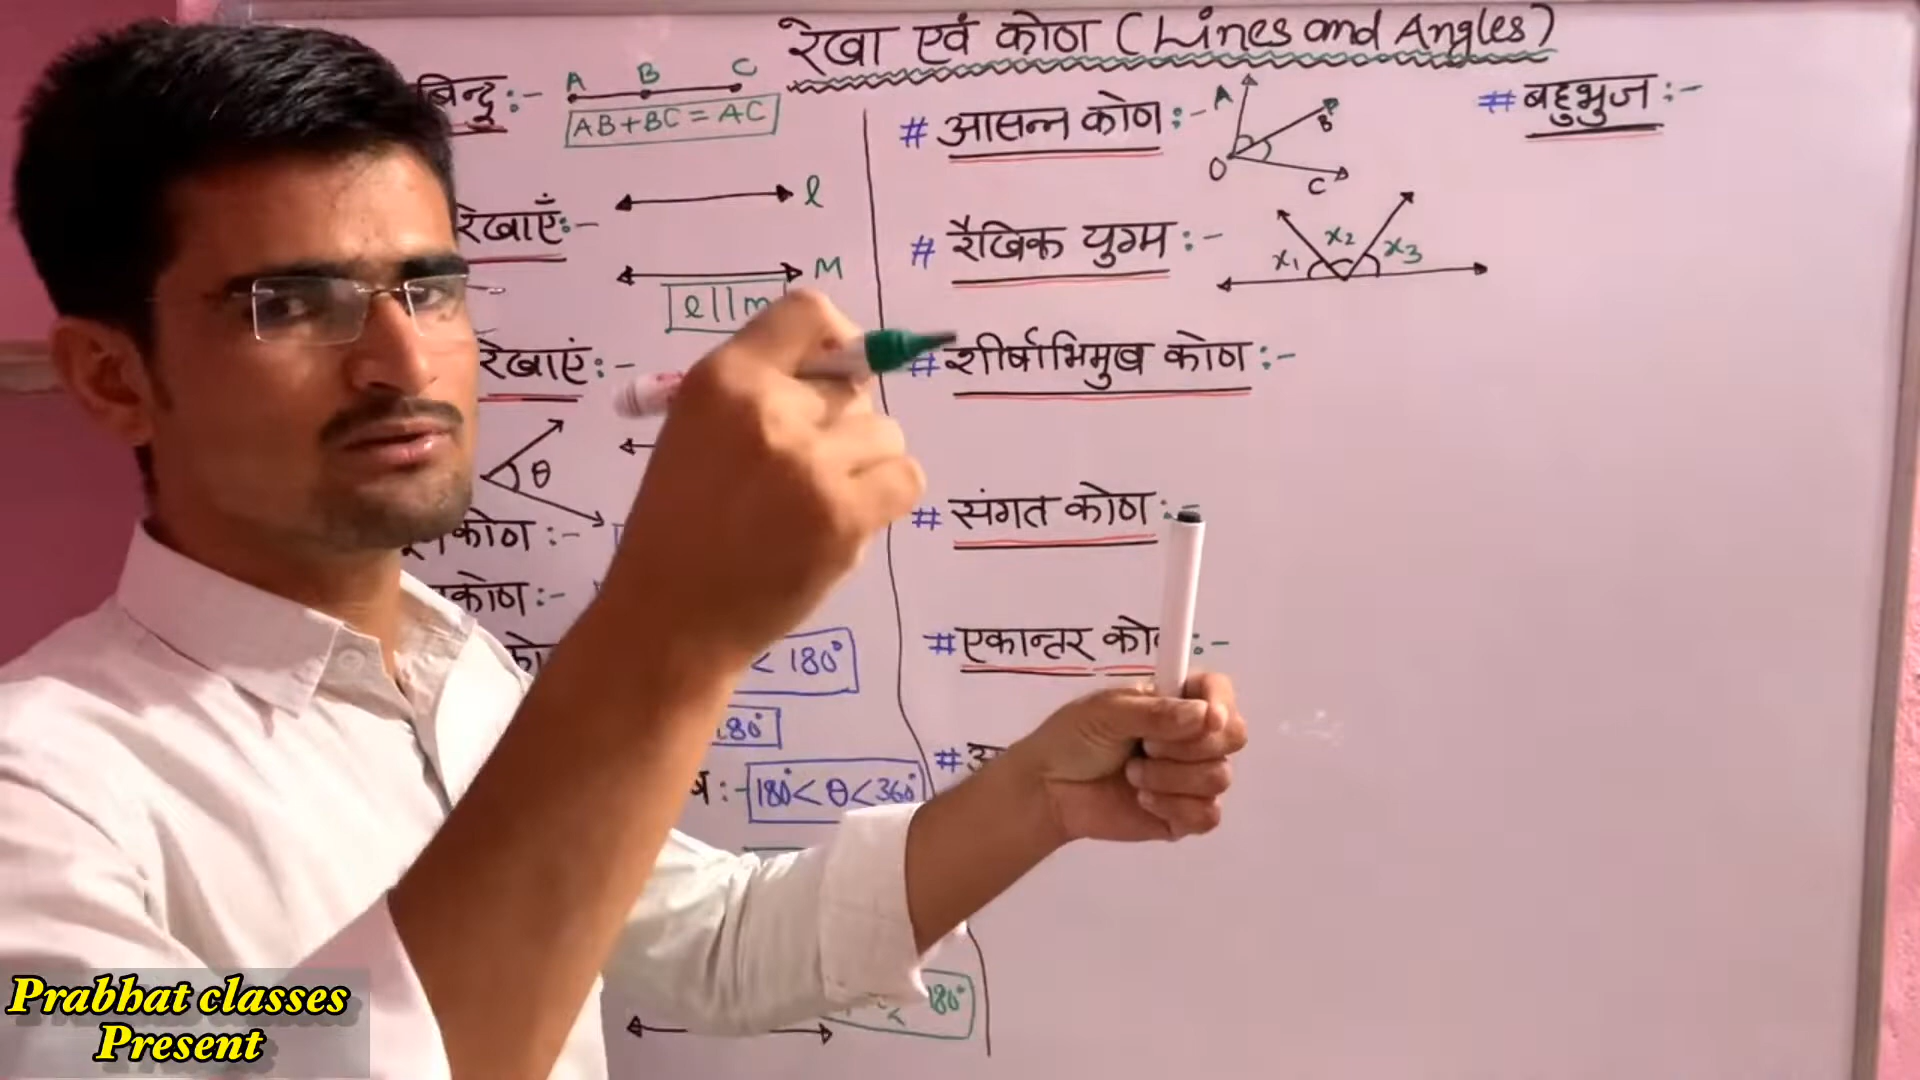 रेखा एवं कोण (Lines and Angles)
बिन्दु :-
A B C
AB+BC = AC
रेखाएँ:-
l
M
l||m
रेखाएं:-
θ
कोण :-
कोण :-
< 180°
180°
:- 180°<θ<360°
180°
# आसन्न कोण :-
A
B
O
C
# रैखिक युग्म :-
x₁ x₂ x₃
# शीर्षाभिमुख कोण :-
# संगत कोण :-
# एकान्तर :-
#
# बहुभुज :-
Prabhat classes
Present